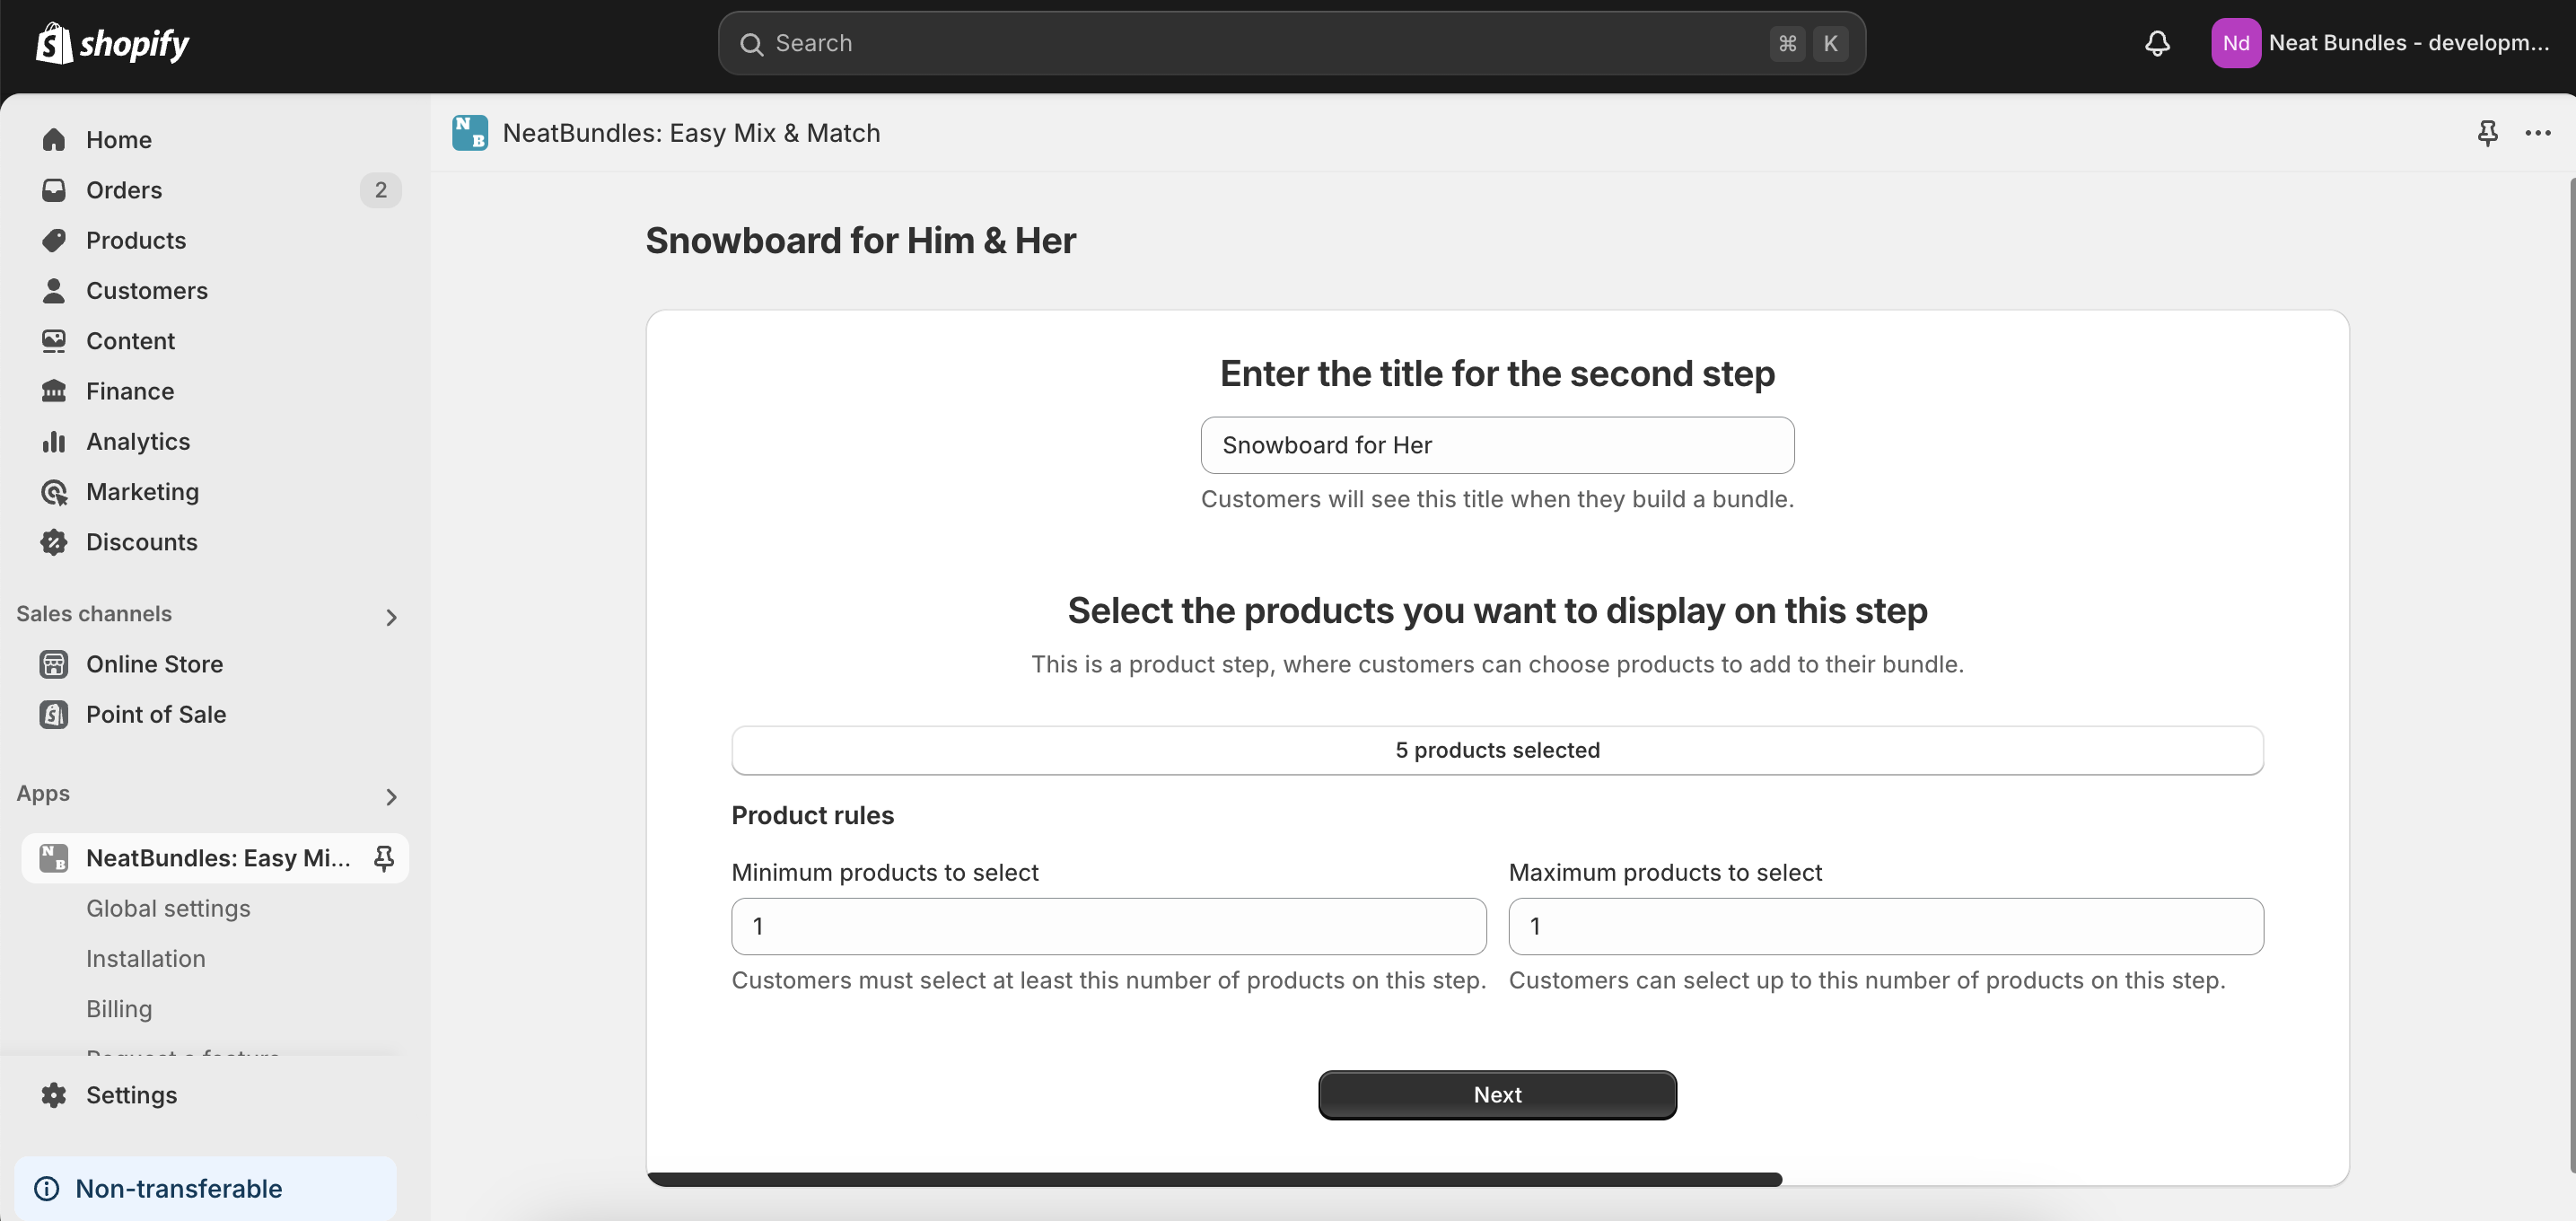 shopify
Search
⌘ K
Nd
Neat Bundles - developm...
Home
Orders
2
Products
Customers
Content
Finance
Analytics
Marketing
Discounts
Sales channels
Online Store
Point of Sale
Apps
NB
NeatBundles: Easy Mi...
Global settings
Installation
Billing
Request a feature
Settings
Non-transferable
NB
NeatBundles: Easy Mix & Match
Snowboard for Him & Her
Enter the title for the second step
Snowboard for Her
Customers will see this title when they build a bundle.
Select the products you want to display on this step
This is a product step, where customers can choose products to add to their bundle.
5 products selected
Product rules
Minimum products to select
1
Customers must select at least this number of products on this step.
Maximum products to select
1
Customers can select up to this number of products on this step.
Next